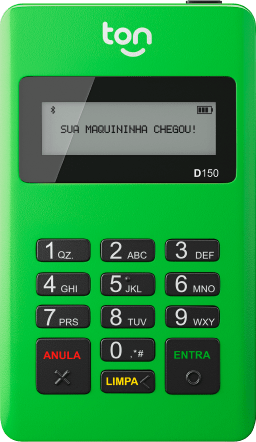 ton
SUA MAQUININHA CHEGOU!
D150
1 QZ. 2 ABC 3 DEF
4 GHI 5 JKL 6 MNO
7 PRS 8 TUV 9 WXY
ANULA 0 ,*# ENTRA
LIMPA